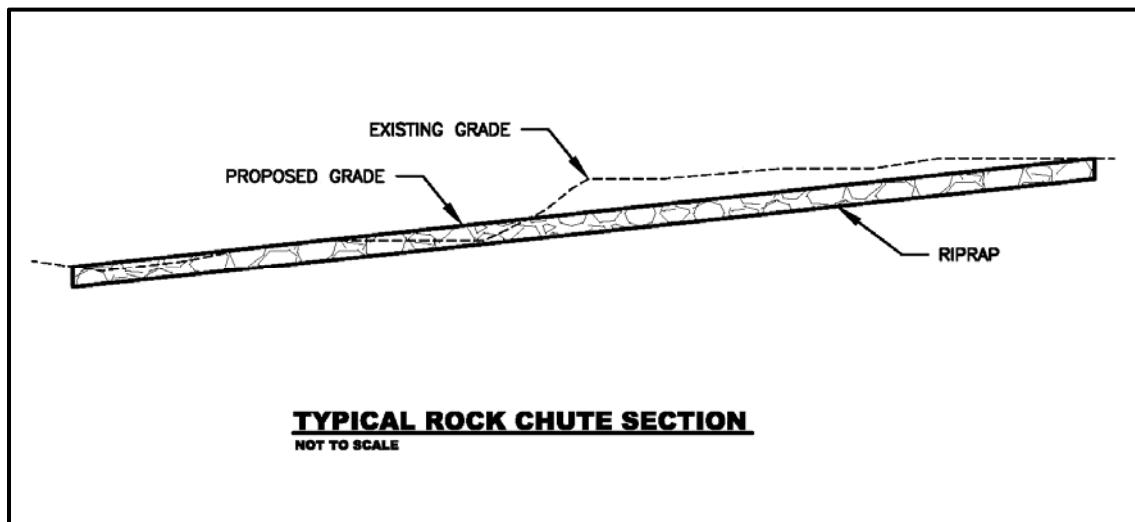 EXISTING GRADE
PROPOSED GRADE
RIPRAP
TYPICAL ROCK CHUTE SECTION
NOT TO SCALE